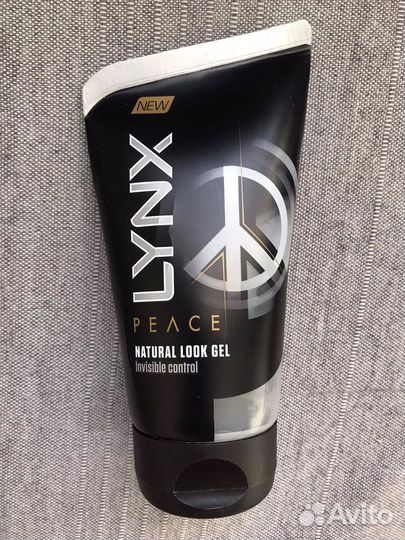 NEW
LYNX
PEACE
NATURAL LOOK GEL
Invisible control
Avito